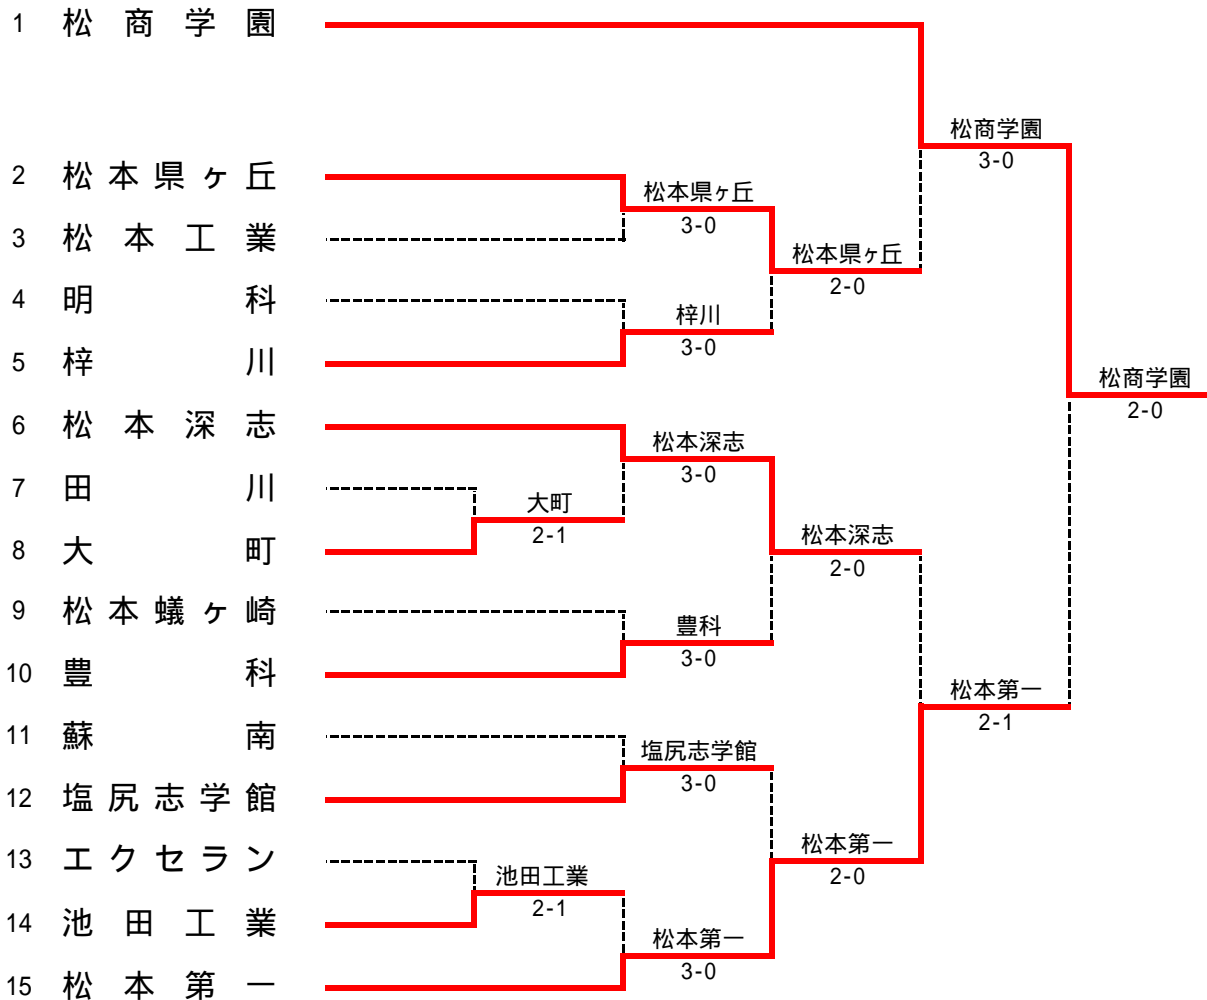 1 松商学園
松商学園
3-0
2 松本県ヶ丘
松本県ヶ丘
3-0
3 松本工業
松本県ヶ丘
2-0
4 明科
梓川
3-0
5 梓川
松商学園
2-0
6 松本深志
松本深志
3-0
7 田川
大町
2-1
8 大町
松本深志
2-0
9 松本蟻ヶ崎
豊科
3-0
10 豊科
松本第一
2-1
11 蘇南
塩尻志学館
3-0
12 塩尻志学館
松本第一
2-0
13 エクセラン
池田工業
2-1
14 池田工業
松本第一
3-0
15 松本第一